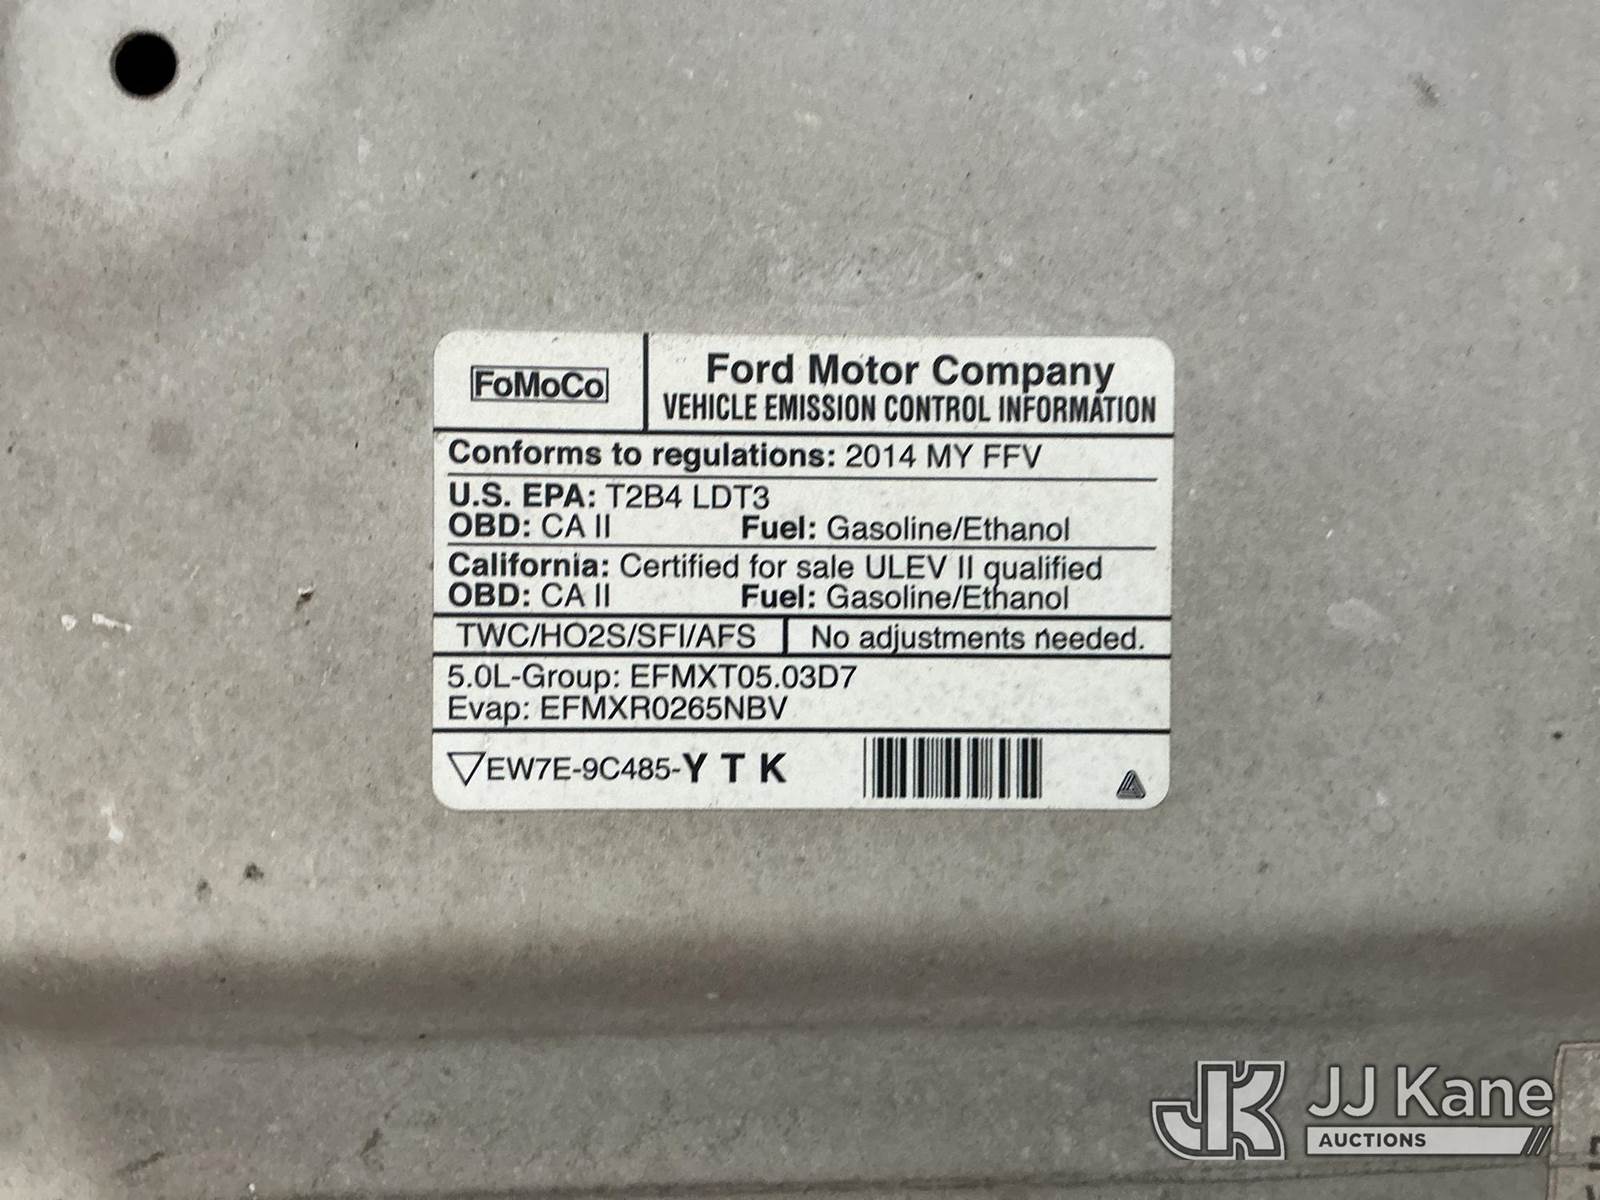 FoMoCo
Ford Motor Company
VEHICLE EMISSION CONTROL INFORMATION
Conforms to regulations: 2014 MY FFV
U.S. EPA: T2B4 LDT3
OBD: CA II Fuel: Gasoline/Ethanol
California: Certified for sale ULEV II qualified
OBD: CA II Fuel: Gasoline/Ethanol
TWC/HO2S/SFI/AFS No adjustments needed.
5.0L-Group: EFMXT05.03D7
Evap: EFMXR0265NBV
EW7E-9C485-Y T K
JK JJ Kane
AUCTIONS